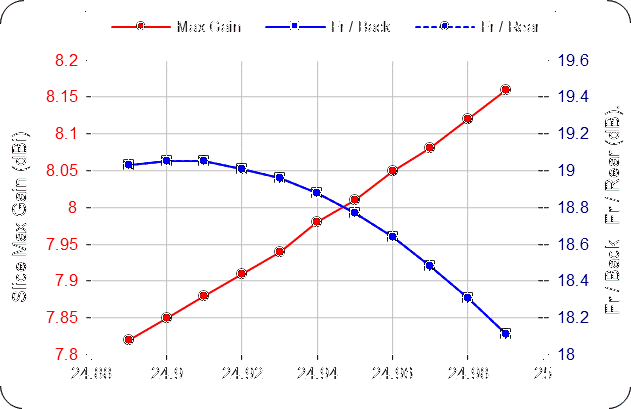 Max Gain Fr / Back Fr / Rear
8.2 19.6
8.15 19.4
8.1 19.2
8.05 19
8 18.8
7.95 18.6
7.9 18.4
7.85 18.2
7.8 18
24.88 24.9 24.92 24.94 24.96 24.98 25
Slice Max Gain (dBi)
Fr / Back Fr / Rear (dB).